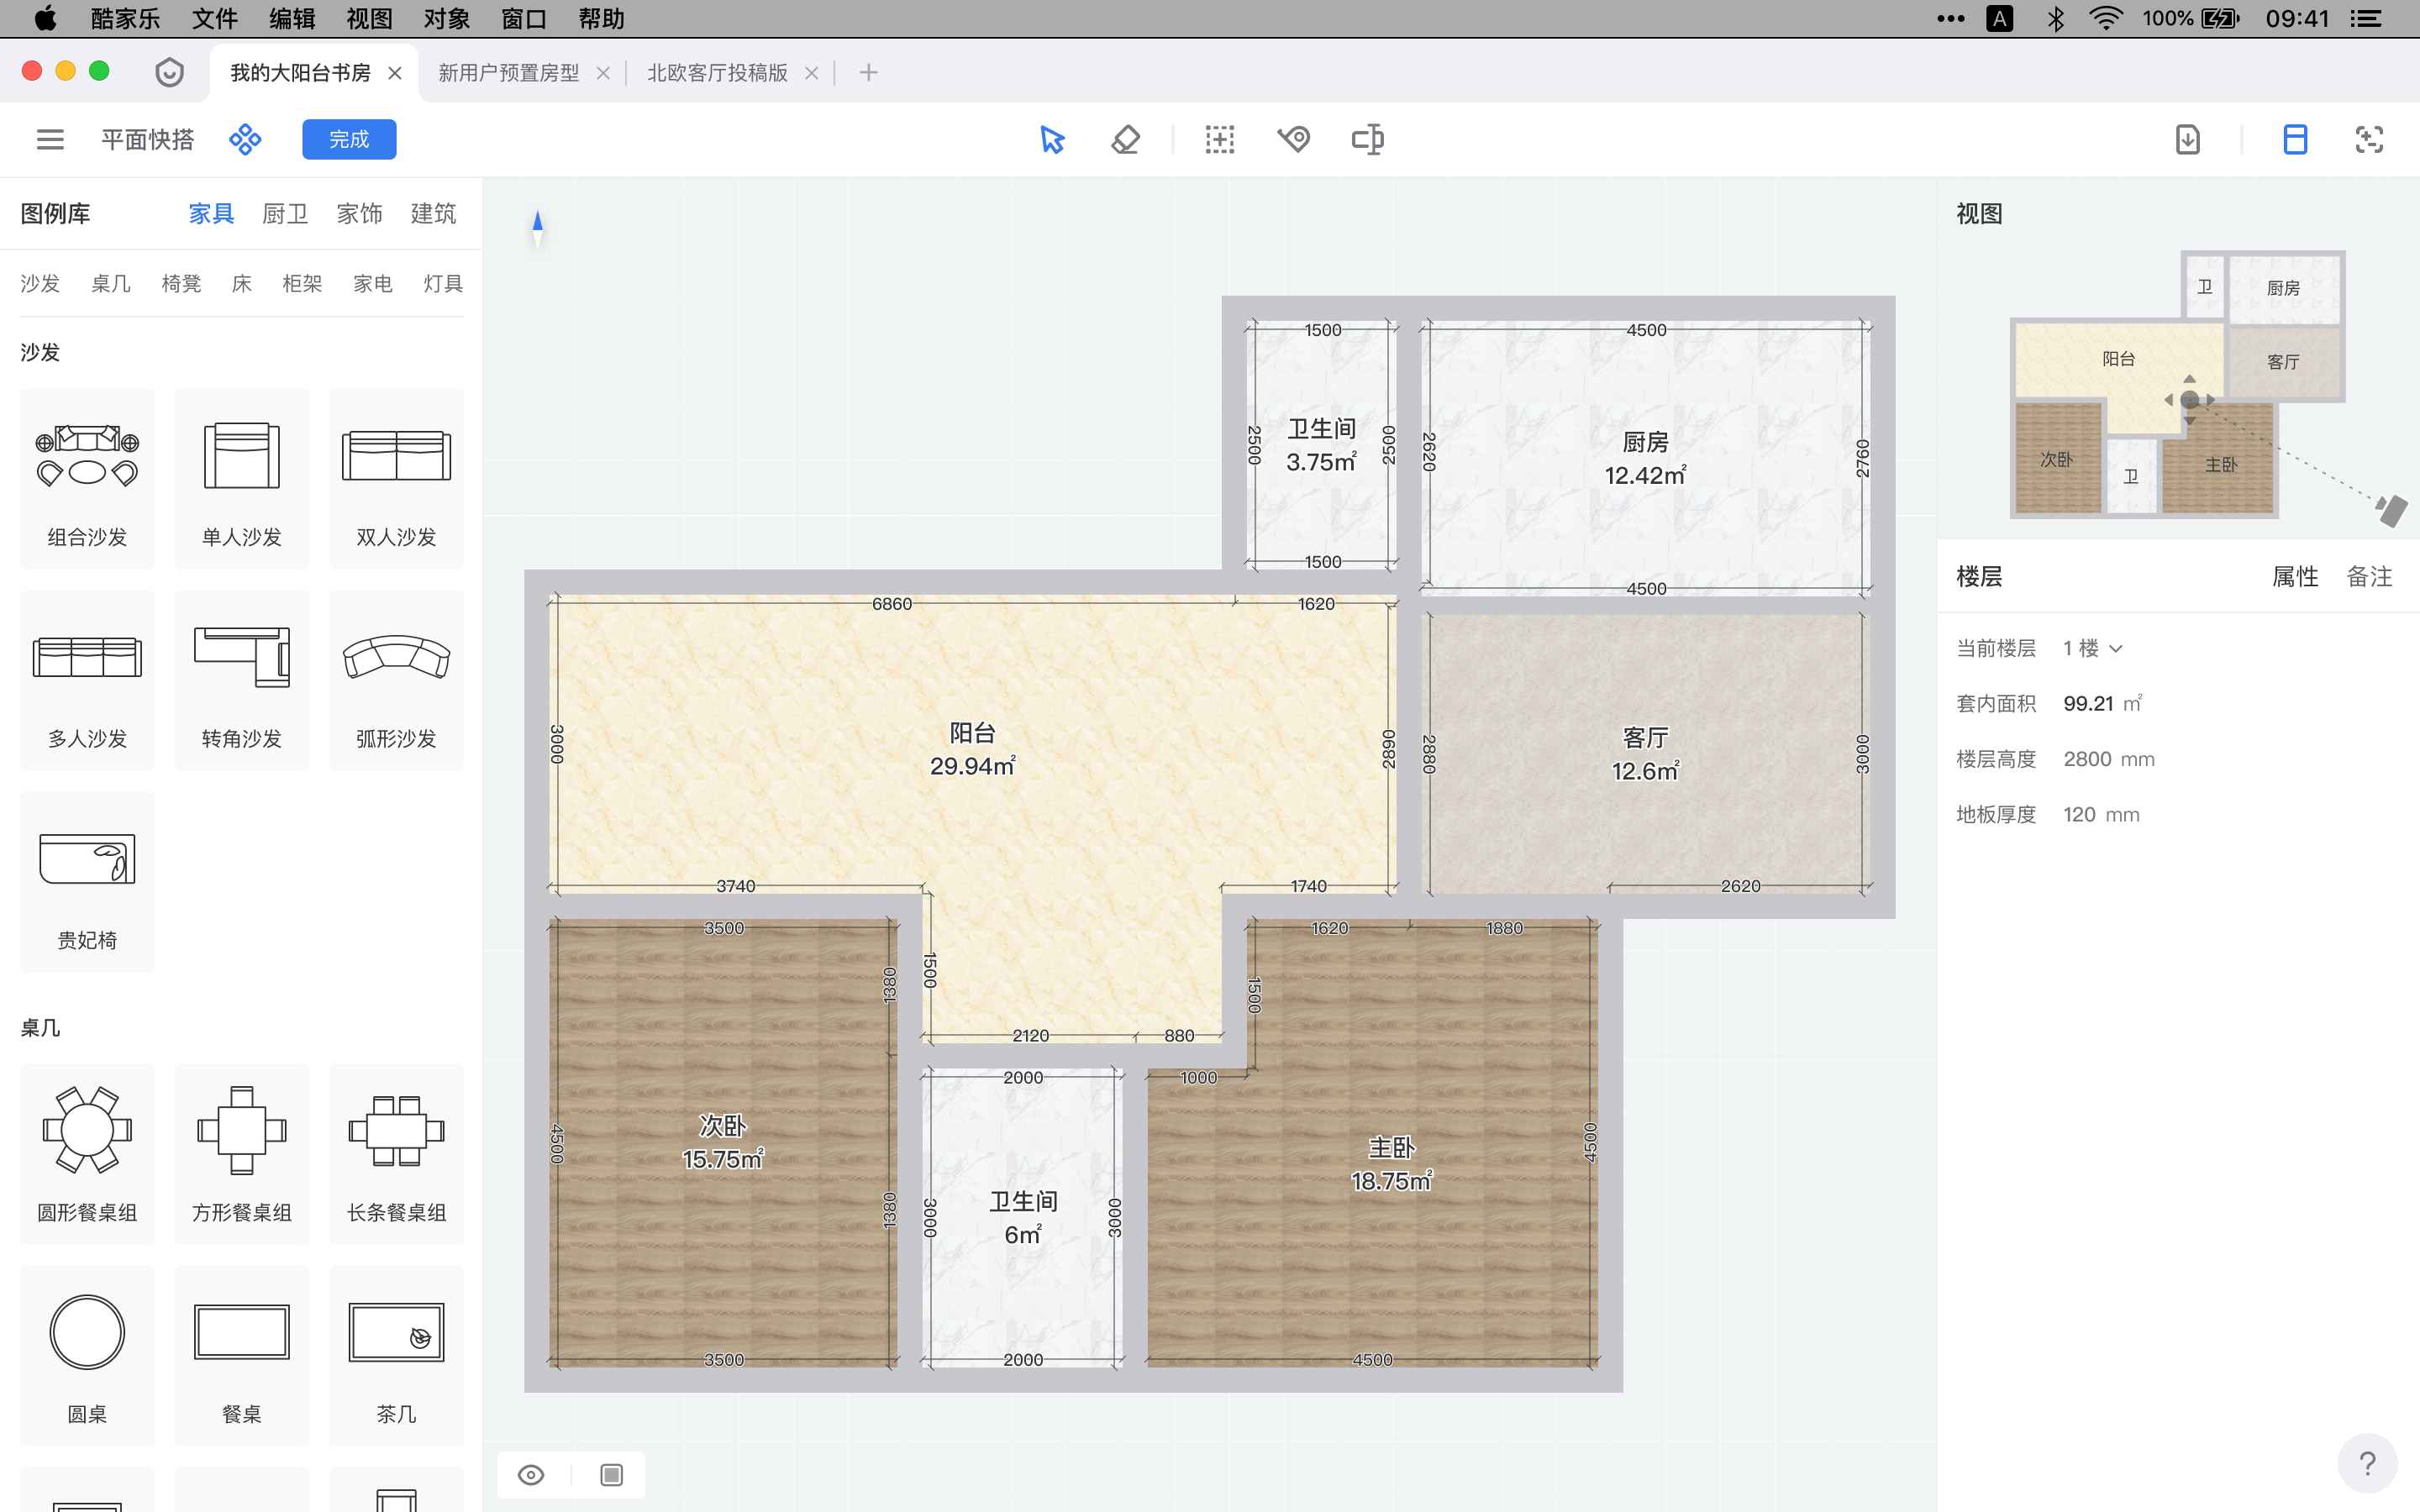 酷家乐 文件 编辑 视图 对象 窗口 帮助
A 100% 09:41
我的大阳台书房 新用户预置房型 北欧客厅投稿版
平面快搭 完成
图例库 家具 厨卫 家饰 建筑
沙发 桌几 椅凳 床 柜架 家电 灯具
沙发
组合沙发 单人沙发 双人沙发
多人沙发 转角沙发 弧形沙发
贵妃椅
桌几
圆形餐桌组 方形餐桌组 长条餐桌组
圆桌 餐桌 茶几
1500 4500
2500 卫生间 2500
3.75㎡
2620 厨房 2760
12.42㎡
1500 4500
6860 1620
3000 阳台 2890
29.94㎡
2880 客厅 3000
12.6㎡
3740 1740 2620
3500 1620 1880
1380 1500 1500
2120 880
2000 1000
4500 次卧 1380
15.75㎡
3000 卫生间 3000
6㎡
主卧 4500
18.75㎡
3500 2000 4500
视图
卫 厨房
阳台 客厅
次卧 卫 主卧
楼层 属性 备注
当前楼层 1 楼
套内面积 99.21 ㎡
楼层高度 2800 mm
地板厚度 120 mm
?